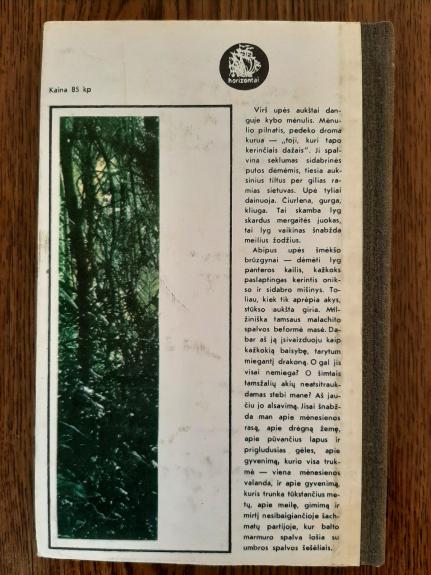 horizontai
Kaina 85 kp
Virš upės aukštai dan-
guje kybo mėnulis. Mėnu-
lio pilnatis, pedeko droma
kurua — „toji, kuri tapo
kerinčiais dažais". Ji spal-
vina seklumas sidabrinės
putos dėmėmis, tiesia auk-
sinius tiltus per gilias ra-
mias sietuvas. Upė tyliai
dainuoja. Čiurlena, gurga,
kliuga. Tai skamba lyg
skardus mergaitės juokas,
tai lyg vaikinas šnabžda
meilius žodžius.
Abipus upės šmėkso
brūzgynai — dėmėti lyg
panteros kailis, kažkoks
paslaptingas kerintis onik-
so ir sidabro mišinys. To-
liau, kiek tik aprėpia akys,
stūkso aukšta giria. Mil-
žiniška tamsaus malachito
spalvos beformė masė. Da-
bar aš ją įsivaizduoju kaip
kažkokią baisybę, tarytum
miegantį drakoną. O gal jis
visai nemiega? O šimtais
tamsžalių akių neatsitrauk-
damas stebi mane? Aš jau-
čiu jo alsavimą. Jisai šnabž-
da man apie mėnesienos
rasą, apie drėgną žemę,
apie pūvančius lapus ir
prigludusias gėles, apie
gyvenimą, kurio visa truk-
mė — viena mėnesienos
valanda, ir apie gyvenimą,
kuris trunka tūkstančius me-
tų, apie meilę, gimimą ir
mirtį nesibaigiančioje šach-
matų partijoje, kur balto
marmuro spalva lošia su
umbros spalvos šešėliais.